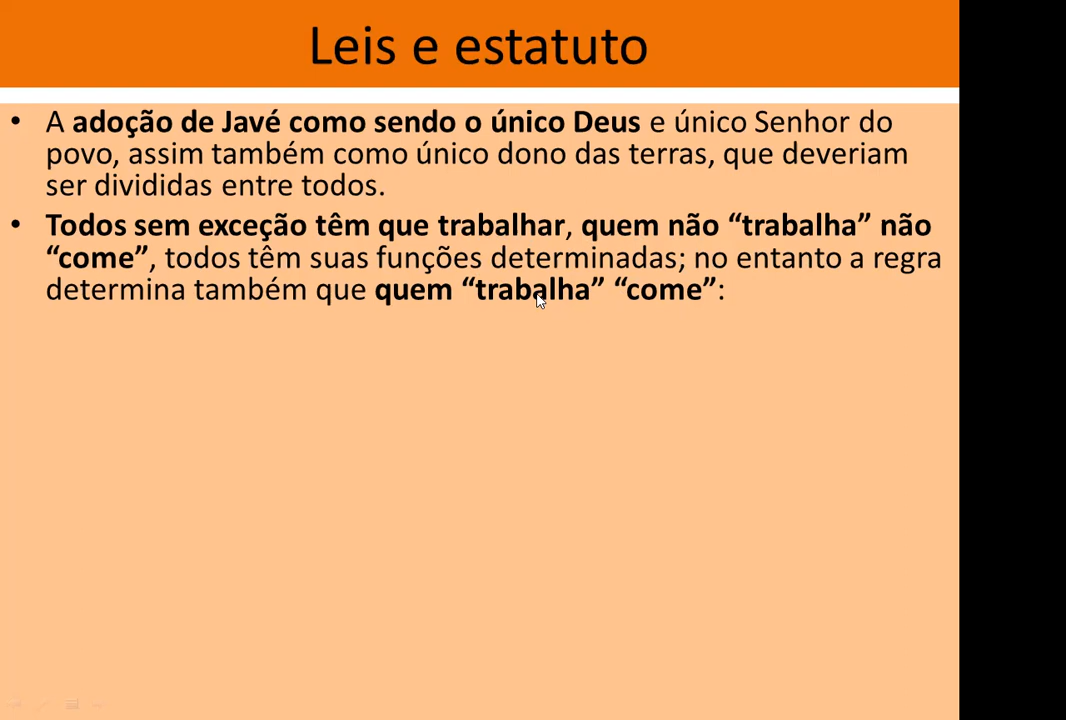 Leis e estatuto
• A adoção de Javé como sendo o único Deus e único Senhor do
povo, assim também como único dono das terras, que deveriam
ser divididas entre todos.
• Todos sem exceção têm que trabalhar, quem não “trabalha” não
“come”, todos têm suas funções determinadas; no entanto a regra
determina também que quem “trabalha” “come”: